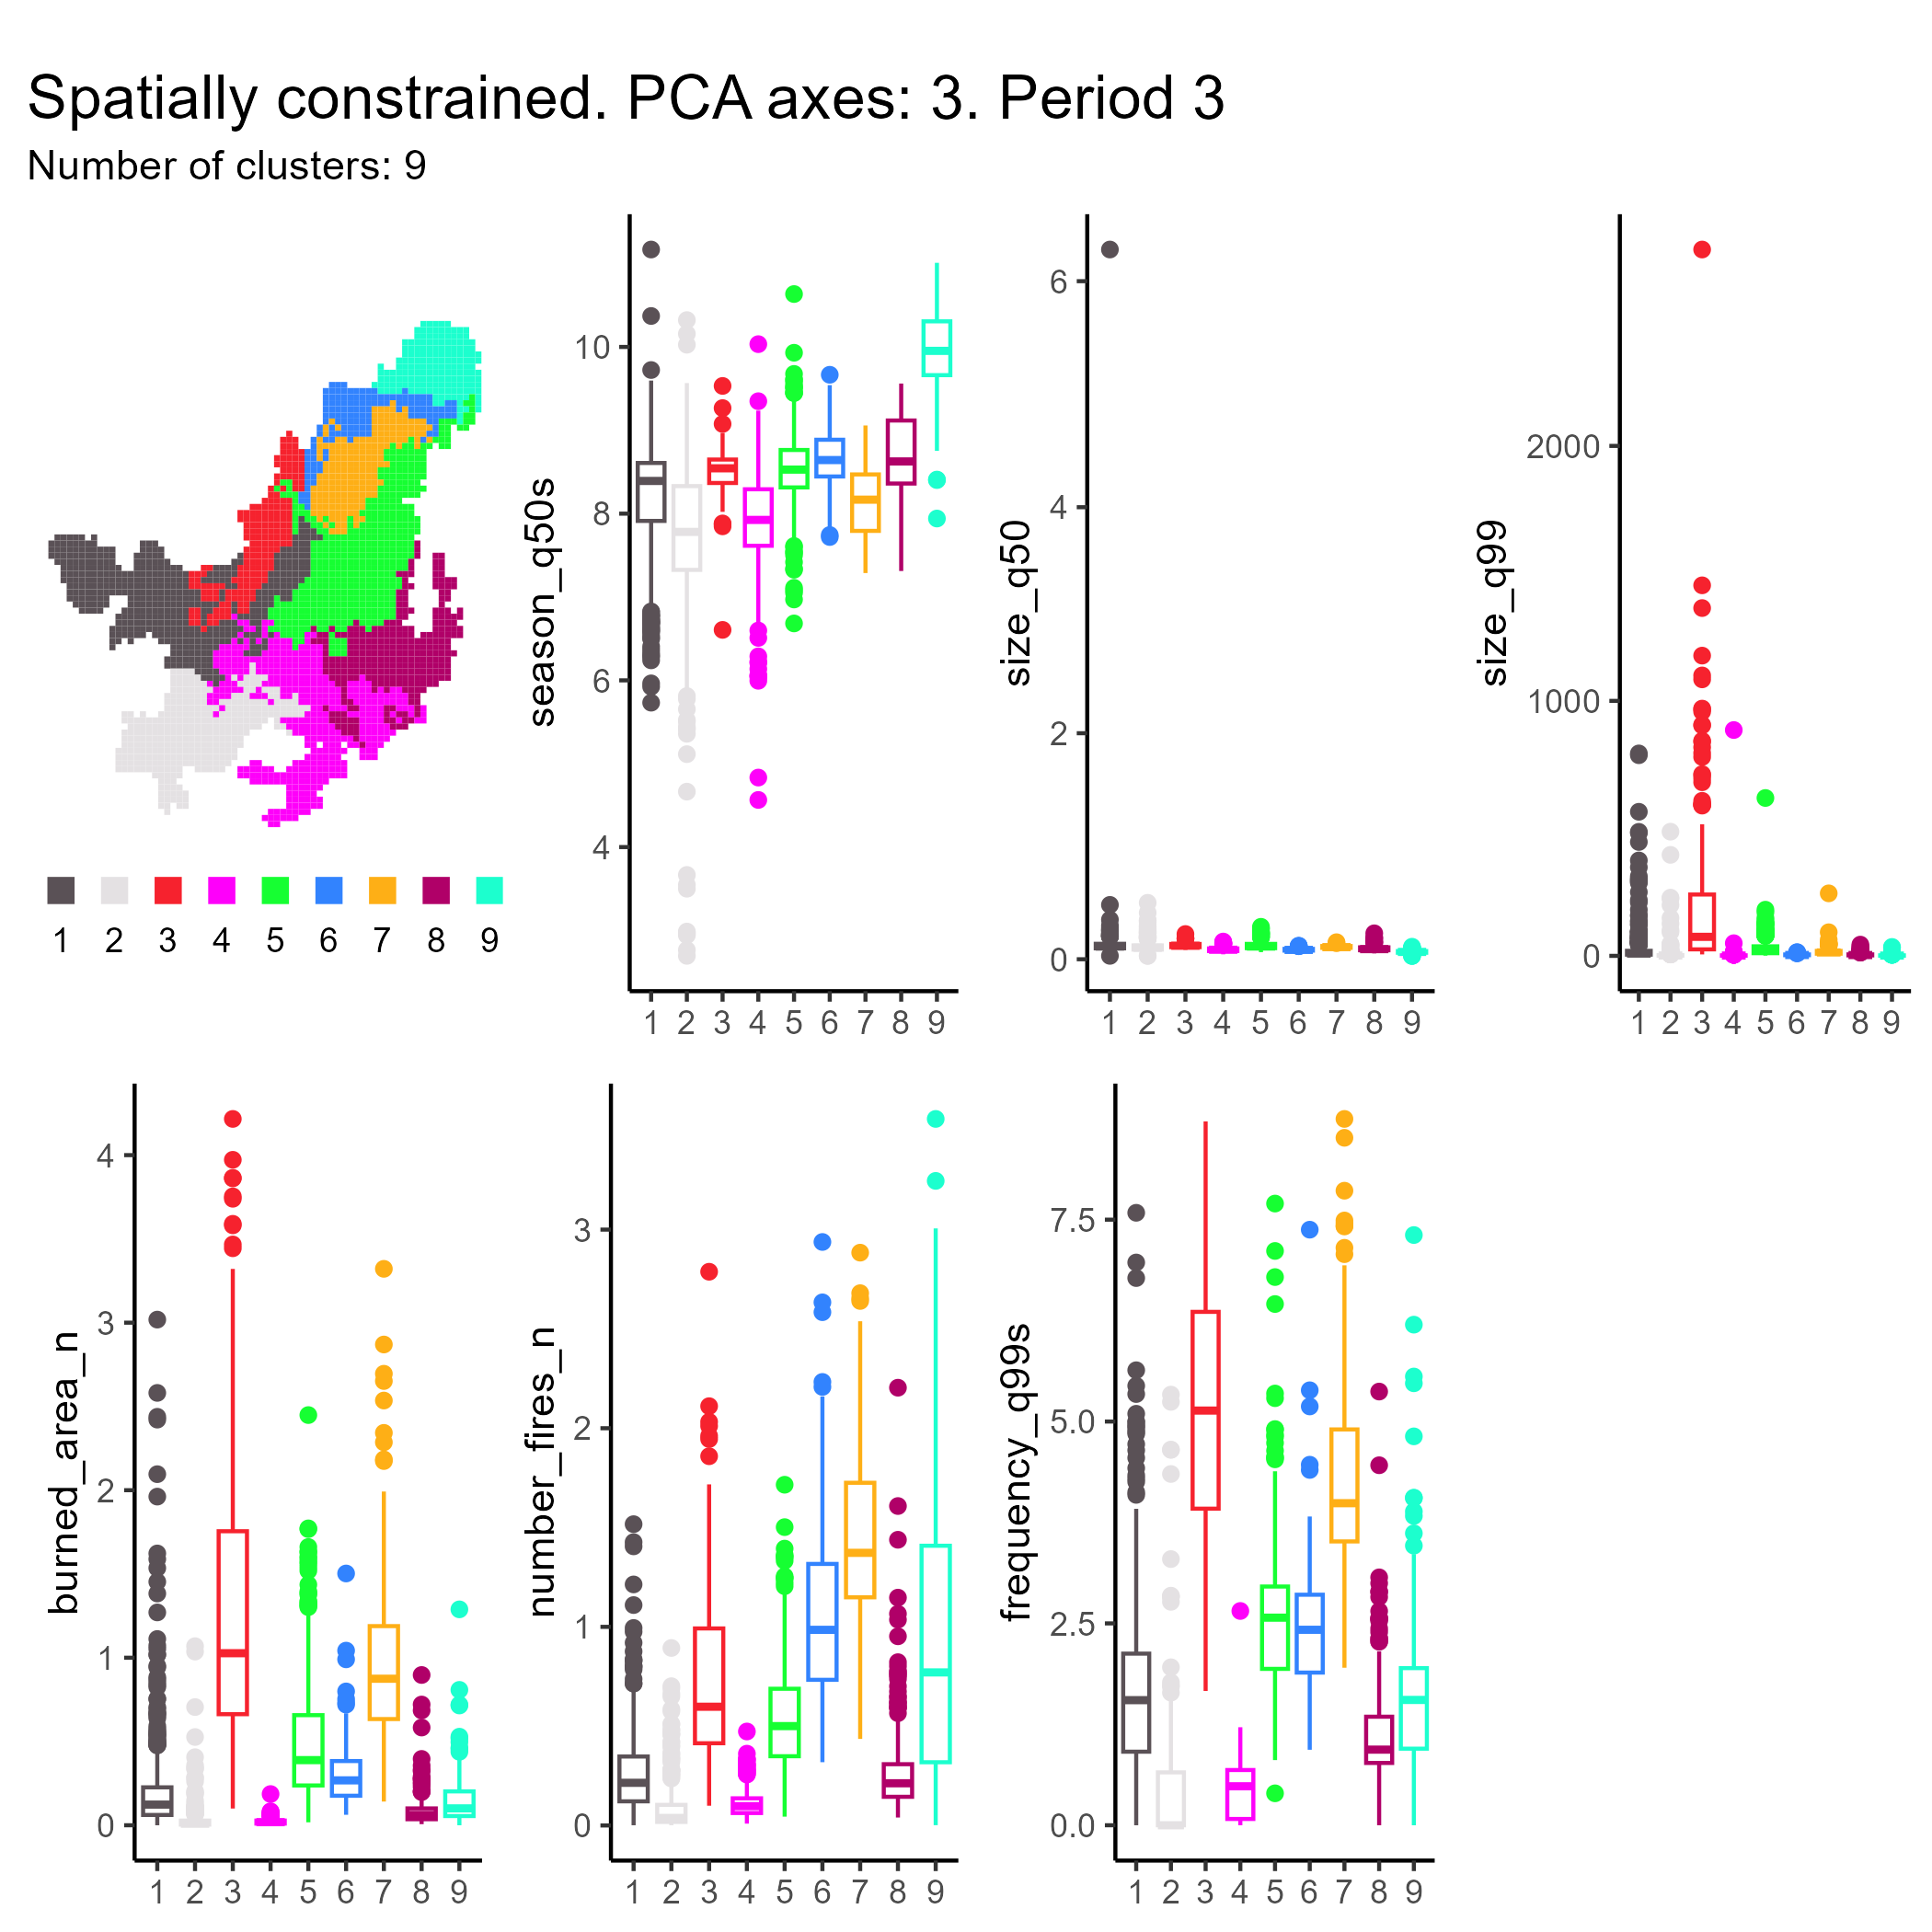 Spatially constrained. PCA axes: 3. Period 3
Number of clusters: 9
1 2 3 4 5 6 7 8 9
season_q50s
10
8
6
4
1 2 3 4 5 6 7 8 9
size_q50
6
4
2
0
1 2 3 4 5 6 7 8 9
size_q99
2000
1000
0
1 2 3 4 5 6 7 8 9
burned_area_n
4
3
2
1
0
1 2 3 4 5 6 7 8 9
number_fires_n
3
2
1
0
1 2 3 4 5 6 7 8 9
frequency_q99s
7.5
5.0
2.5
0.0
1 2 3 4 5 6 7 8 9